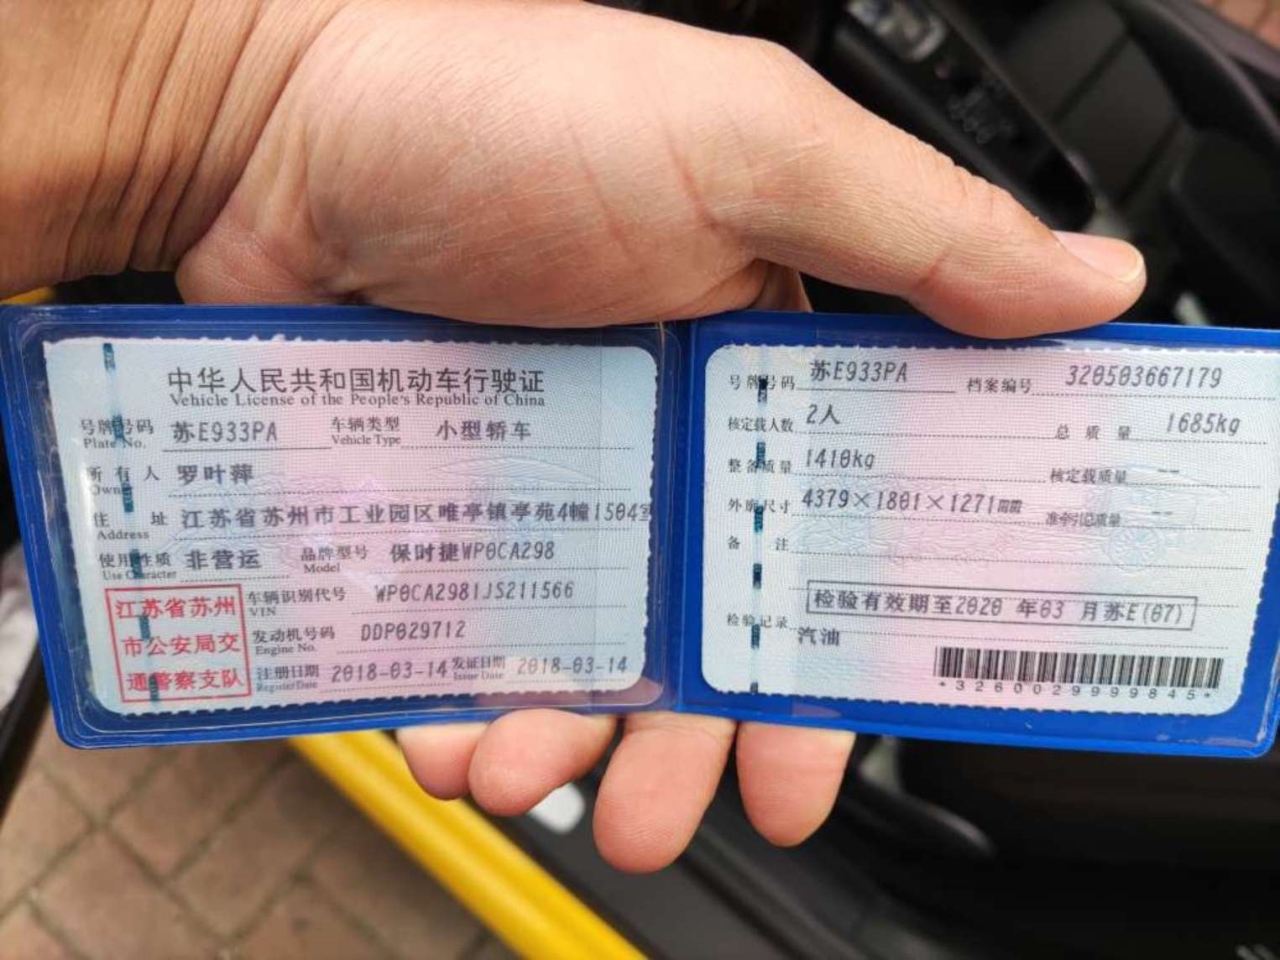 中华人民共和国机动车行驶证
Vehicle License of the People's Republic of China
号牌号码 苏E933PA 车辆类型 小型轿车
Plate No. Vehicle Type
所有人 罗叶萍
Owner
住址 江苏省苏州市工业园区唯亭镇亭苑4幢1504室
Address
使用性质 非营运 品牌型号 保时捷WP0CA298
Use Character Model
江苏省苏州
市公安局交
通警察支队
车辆识别代号 WP0CA2981JS211566
VIN
发动机号码 DDP029712
Engine No.
注册日期 2018-03-14 发证日期 2018-03-14
Register Date Issue Date
号牌号码 苏E933PA 档案编号 320503667179
核定载人数 2人 总质量 1685kg
整备质量 1410kg 核定载质量 --
外廓尺寸 4379×1801×1271 准牵引总质量 --
备注
检验有效期至2020 年03 月苏E(07)
检验记录
汽油
*3260029999845*